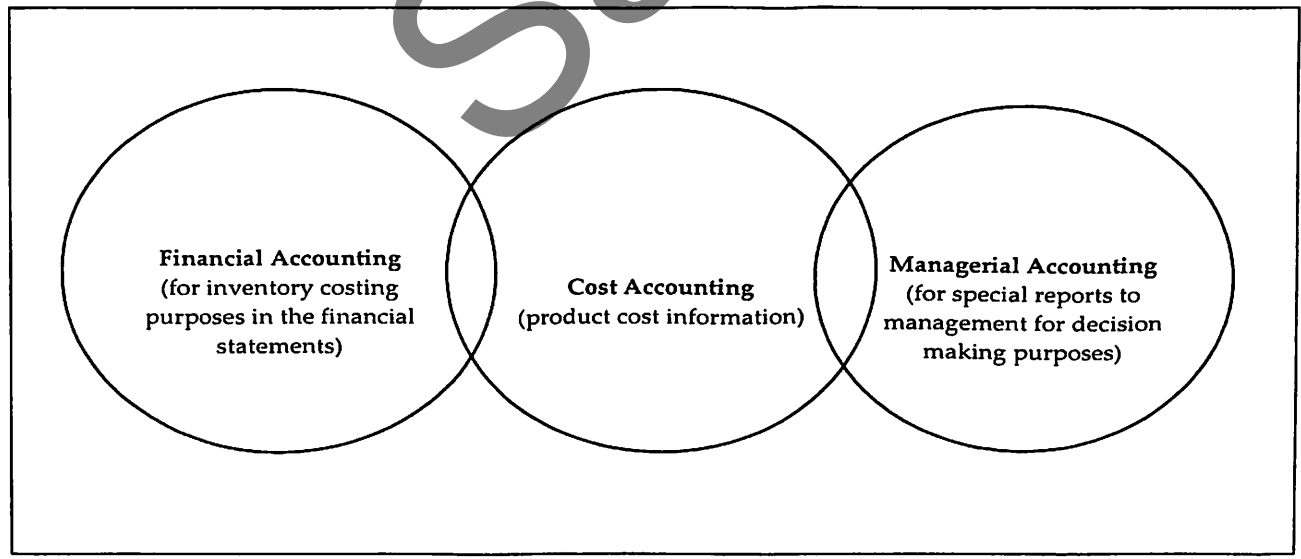 Financial Accounting
(for inventory costing
purposes in the financial
statements)
Cost Accounting
(product cost information)
Managerial Accounting
(for special reports to
management for decision
making purposes)